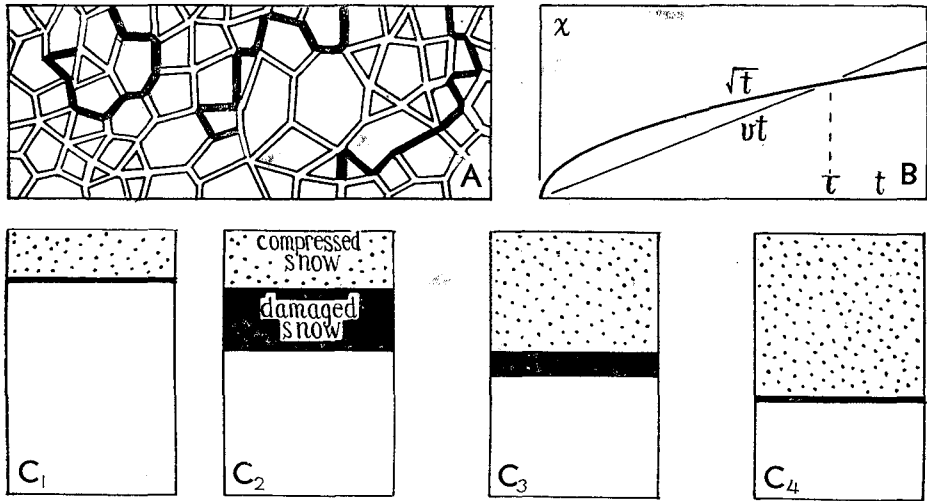 A
x
√t
vt
τ
t
B
C1
compressed
snow
damaged
snow
C2
C3
C4